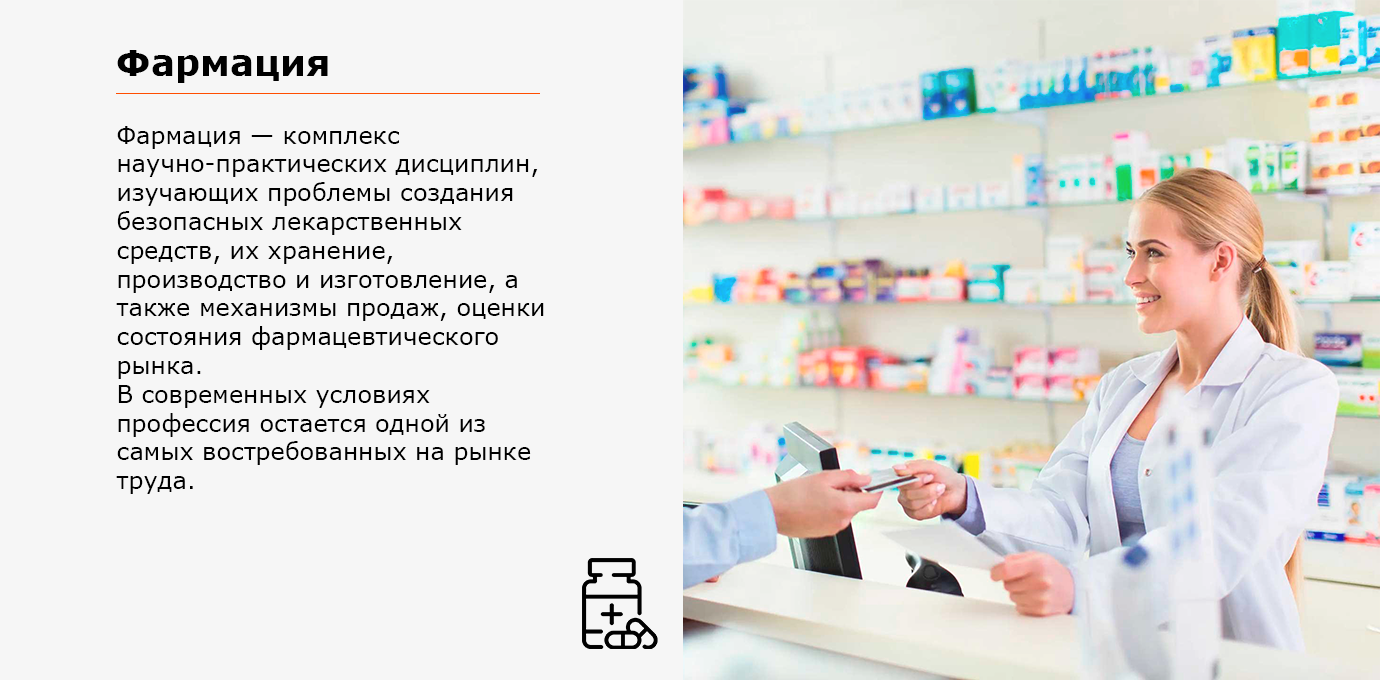 Фармация
Фармация — комплекс
научно-практических дисциплин,
изучающих проблемы создания
безопасных лекарственных
средств, их хранение,
производство и изготовление, а
также механизмы продаж, оценки
состояния фармацевтического
рынка.
В современных условиях
профессия остается одной из
самых востребованных на рынке
труда.